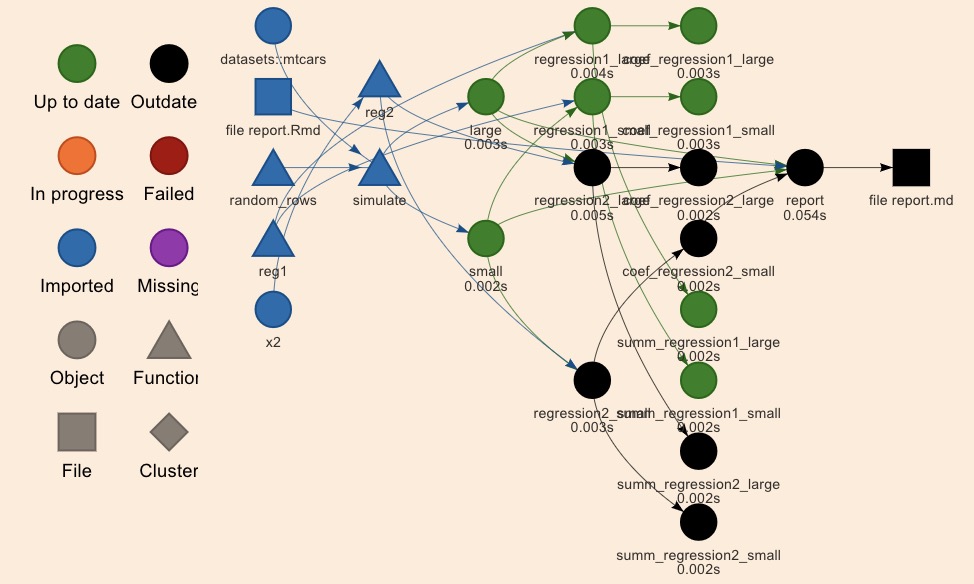 Up to date
Outdate
In progress
Failed
Imported
Missing
Object
Function
File
Cluster
datasets::mtcars
file report.Rmd
random_rows
reg1
x2
reg2
simulate
large
0.003s
small
0.002s
regression1_large
0.004s
regression1_small
0.003s
regression2_large
0.005s
regression2_small
0.003s
coef_regression1_large
0.003s
coef_regression1_small
0.003s
coef_regression2_large
0.002s
coef_regression2_small
0.002s
summ_regression1_large
0.002s
summ_regression1_small
0.002s
summ_regression2_large
0.002s
summ_regression2_small
0.002s
report
0.054s
file report.md